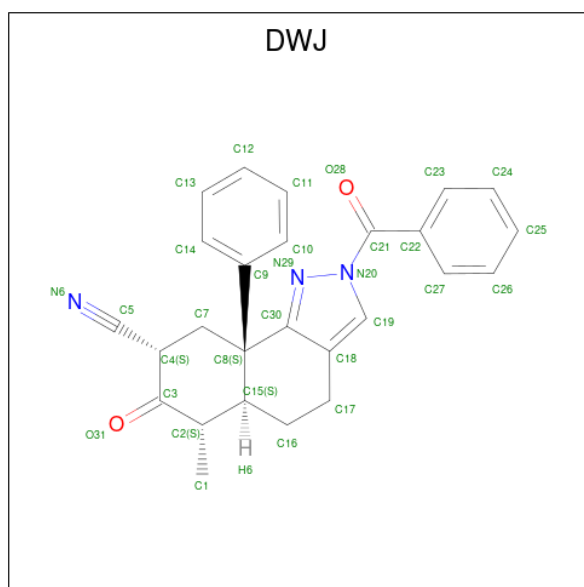 DWJ
C12
C13
C11
O28
C23
C24
O
C14
C10
C21
C22
C25
N6
C5
C9
N29
N
N
N20
C27
C26
N
C7
C30
C19
C4(S)
C8(S)
C18
C3
C15(S)
C17
O
O31
C2(S)
C16
H
H6
C1